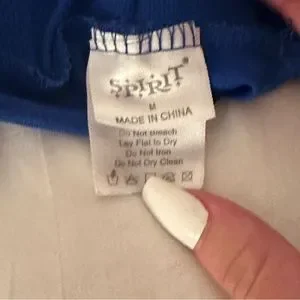 SPIRIT
M
MADE IN CHINA
Do Not Bleach
Lay Flat to Dry
Do Not Iron
Do Not Dry Clean